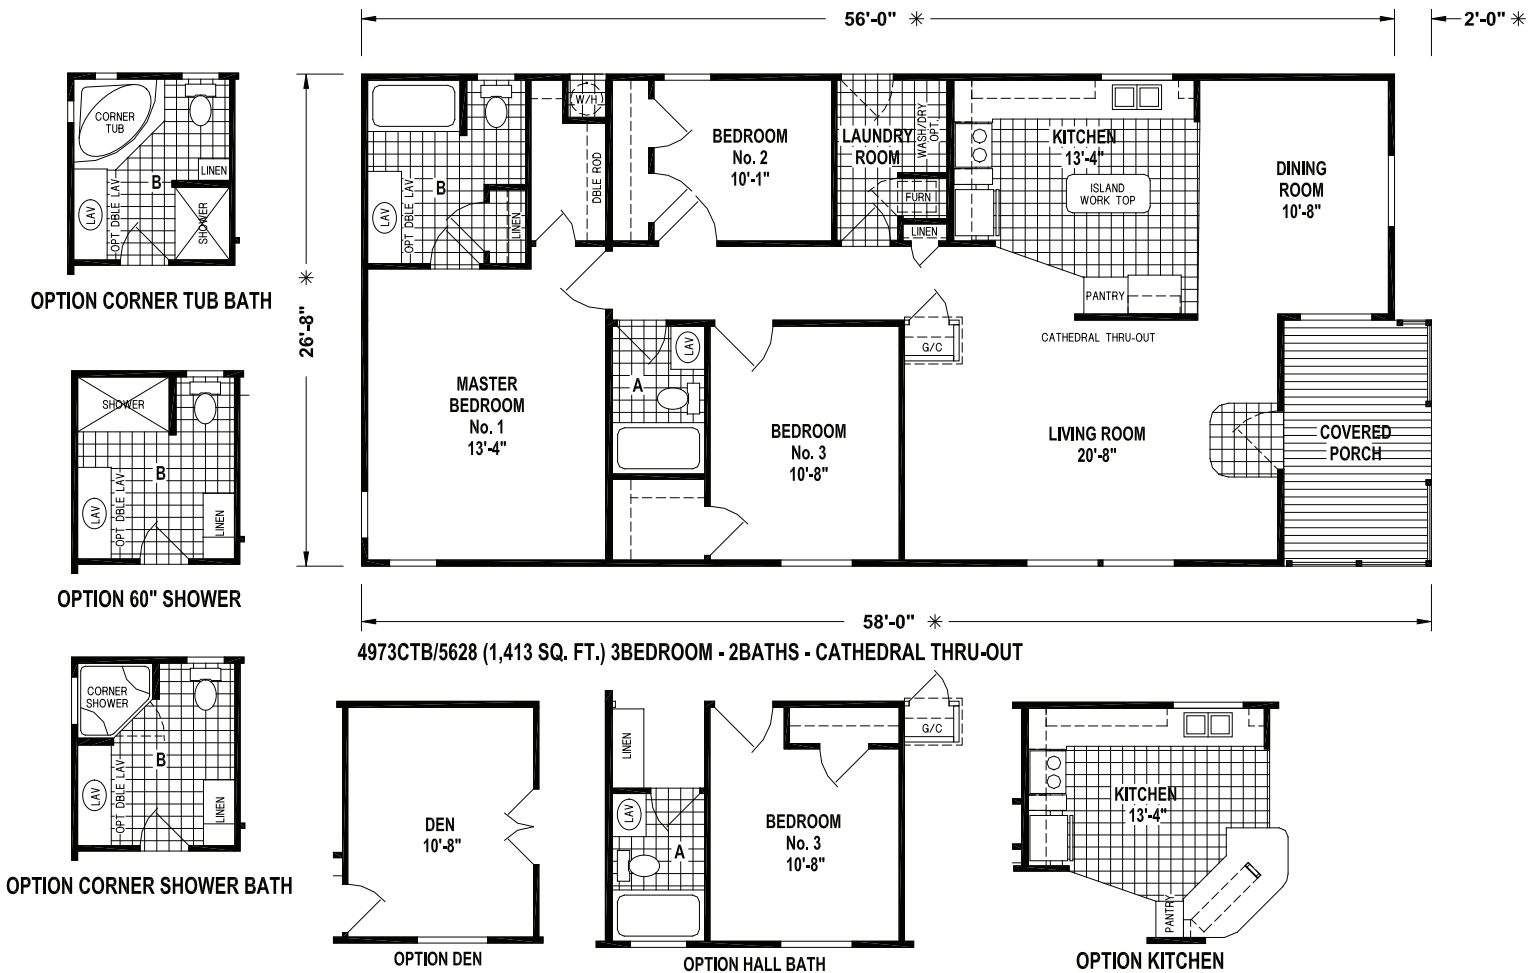 56'-0" ✳
2'-0" ✳
26'-8" ✳
CORNER
TUB
LINEN
B
LAV
OPT DBLE LAV
SHOWER
OPTION CORNER TUB BATH
SHOWER
B
LAV
OPT DBLE LAV
LINEN
OPTION 60" SHOWER
CORNER
SHOWER
B
LAV
OPT DBLE LAV
LINEN
OPTION CORNER SHOWER BATH
B
LAV
OPT DBLE LAV
LINEN
W/H
DBLE ROD
BEDROOM
No. 2
10'-1"
LAUNDRY
ROOM
WASH/DRY
OPT.
FURN
LINEN
KITCHEN
13'-4"
ISLAND
WORK TOP
PANTRY
DINING
ROOM
10'-8"
CATHEDRAL THRU-OUT
G/C
MASTER
BEDROOM
No. 1
13'-4"
LAV
A
BEDROOM
No. 3
10'-8"
LIVING ROOM
20'-8"
COVERED
PORCH
58'-0" ✳
4973CTB/5628 (1,413 SQ. FT.) 3BEDROOM - 2BATHS - CATHEDRAL THRU-OUT
DEN
10'-8"
OPTION DEN
LINEN
LAV
A
BEDROOM
No. 3
10'-8"
G/C
OPTION HALL BATH
KITCHEN
13'-4"
PANTRY
OPTION KITCHEN